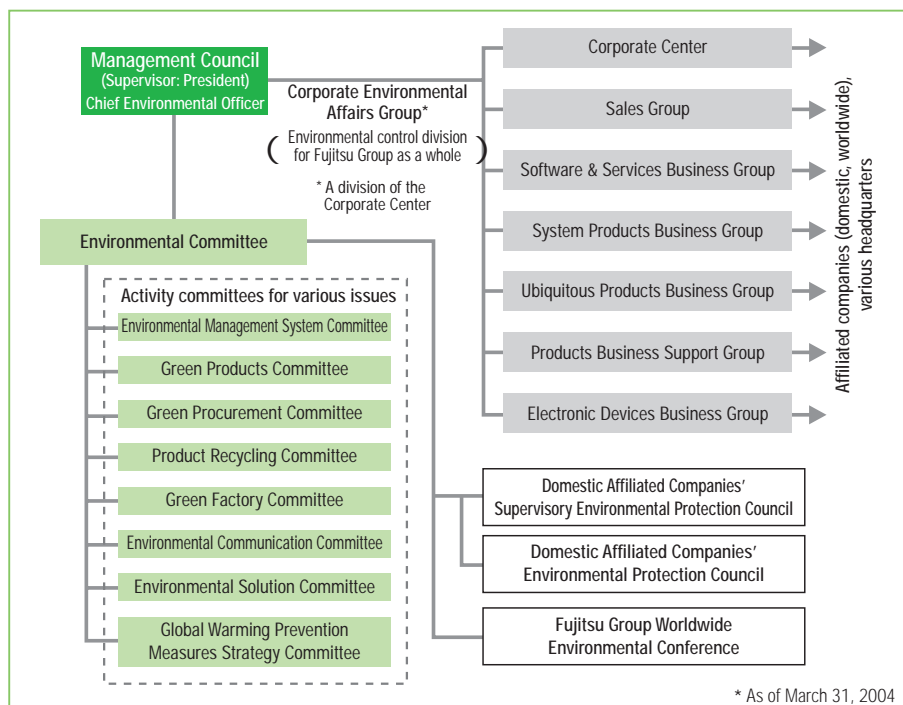 Management Council
(Supervisor: President)
Chief Environmental Officer
Corporate Environmental
Affairs Group*
(Environmental control division
for Fujitsu Group as a whole)
* A division of the
Corporate Center
Corporate Center
Sales Group
Software & Services Business Group
System Products Business Group
Ubiquitous Products Business Group
Products Business Support Group
Electronic Devices Business Group
Affiliated companies (domestic, worldwide),
various headquarters
Environmental Committee
Activity committees for various issues
Environmental Management System Committee
Green Products Committee
Green Procurement Committee
Product Recycling Committee
Green Factory Committee
Environmental Communication Committee
Environmental Solution Committee
Global Warming Prevention
Measures Strategy Committee
Domestic Affiliated Companies'
Supervisory Environmental Protection Council
Domestic Affiliated Companies'
Environmental Protection Council
Fujitsu Group Worldwide
Environmental Conference
* As of March 31, 2004